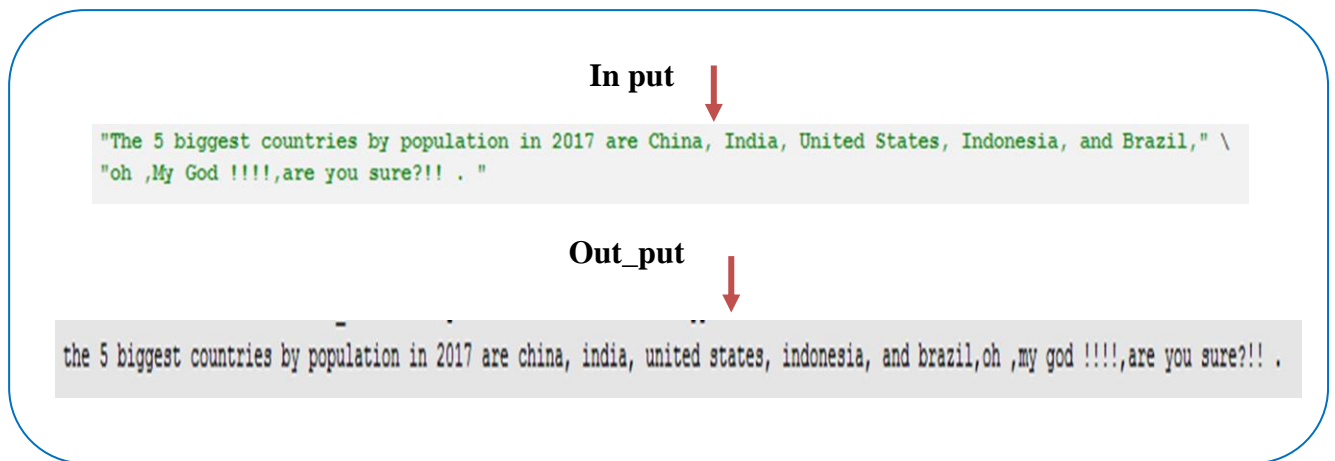 In put
"The 5 biggest countries by population in 2017 are China, India, United States, Indonesia, and Brazil," \
"oh ,My God !!!!,are you sure?!! . "
Out_put
the 5 biggest countries by population in 2017 are china, india, united states, indonesia, and brazil,oh ,my god !!!!,are you sure?!! .